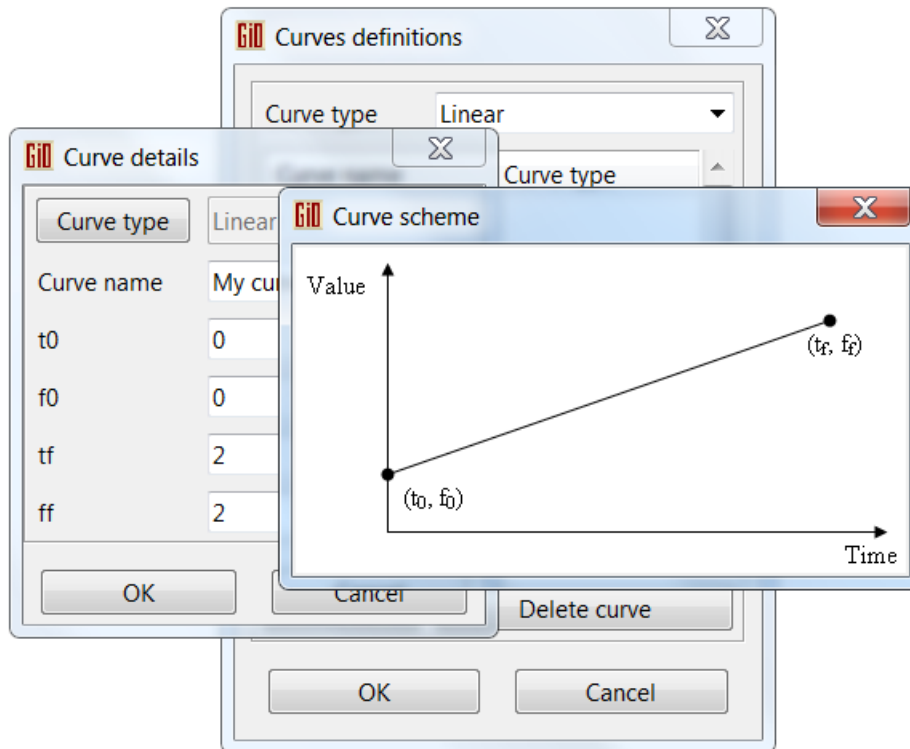 GiD Curves definitions
Curve type Linear
Curve type
GiD Curve details
Curve type Linear
Curve name My cur
t0 0
f0 0
tf 2
ff 2
OK Cancel
GiD Curve scheme
Value
(tf, ff)
(t0, f0)
Time
Delete curve
OK Cancel